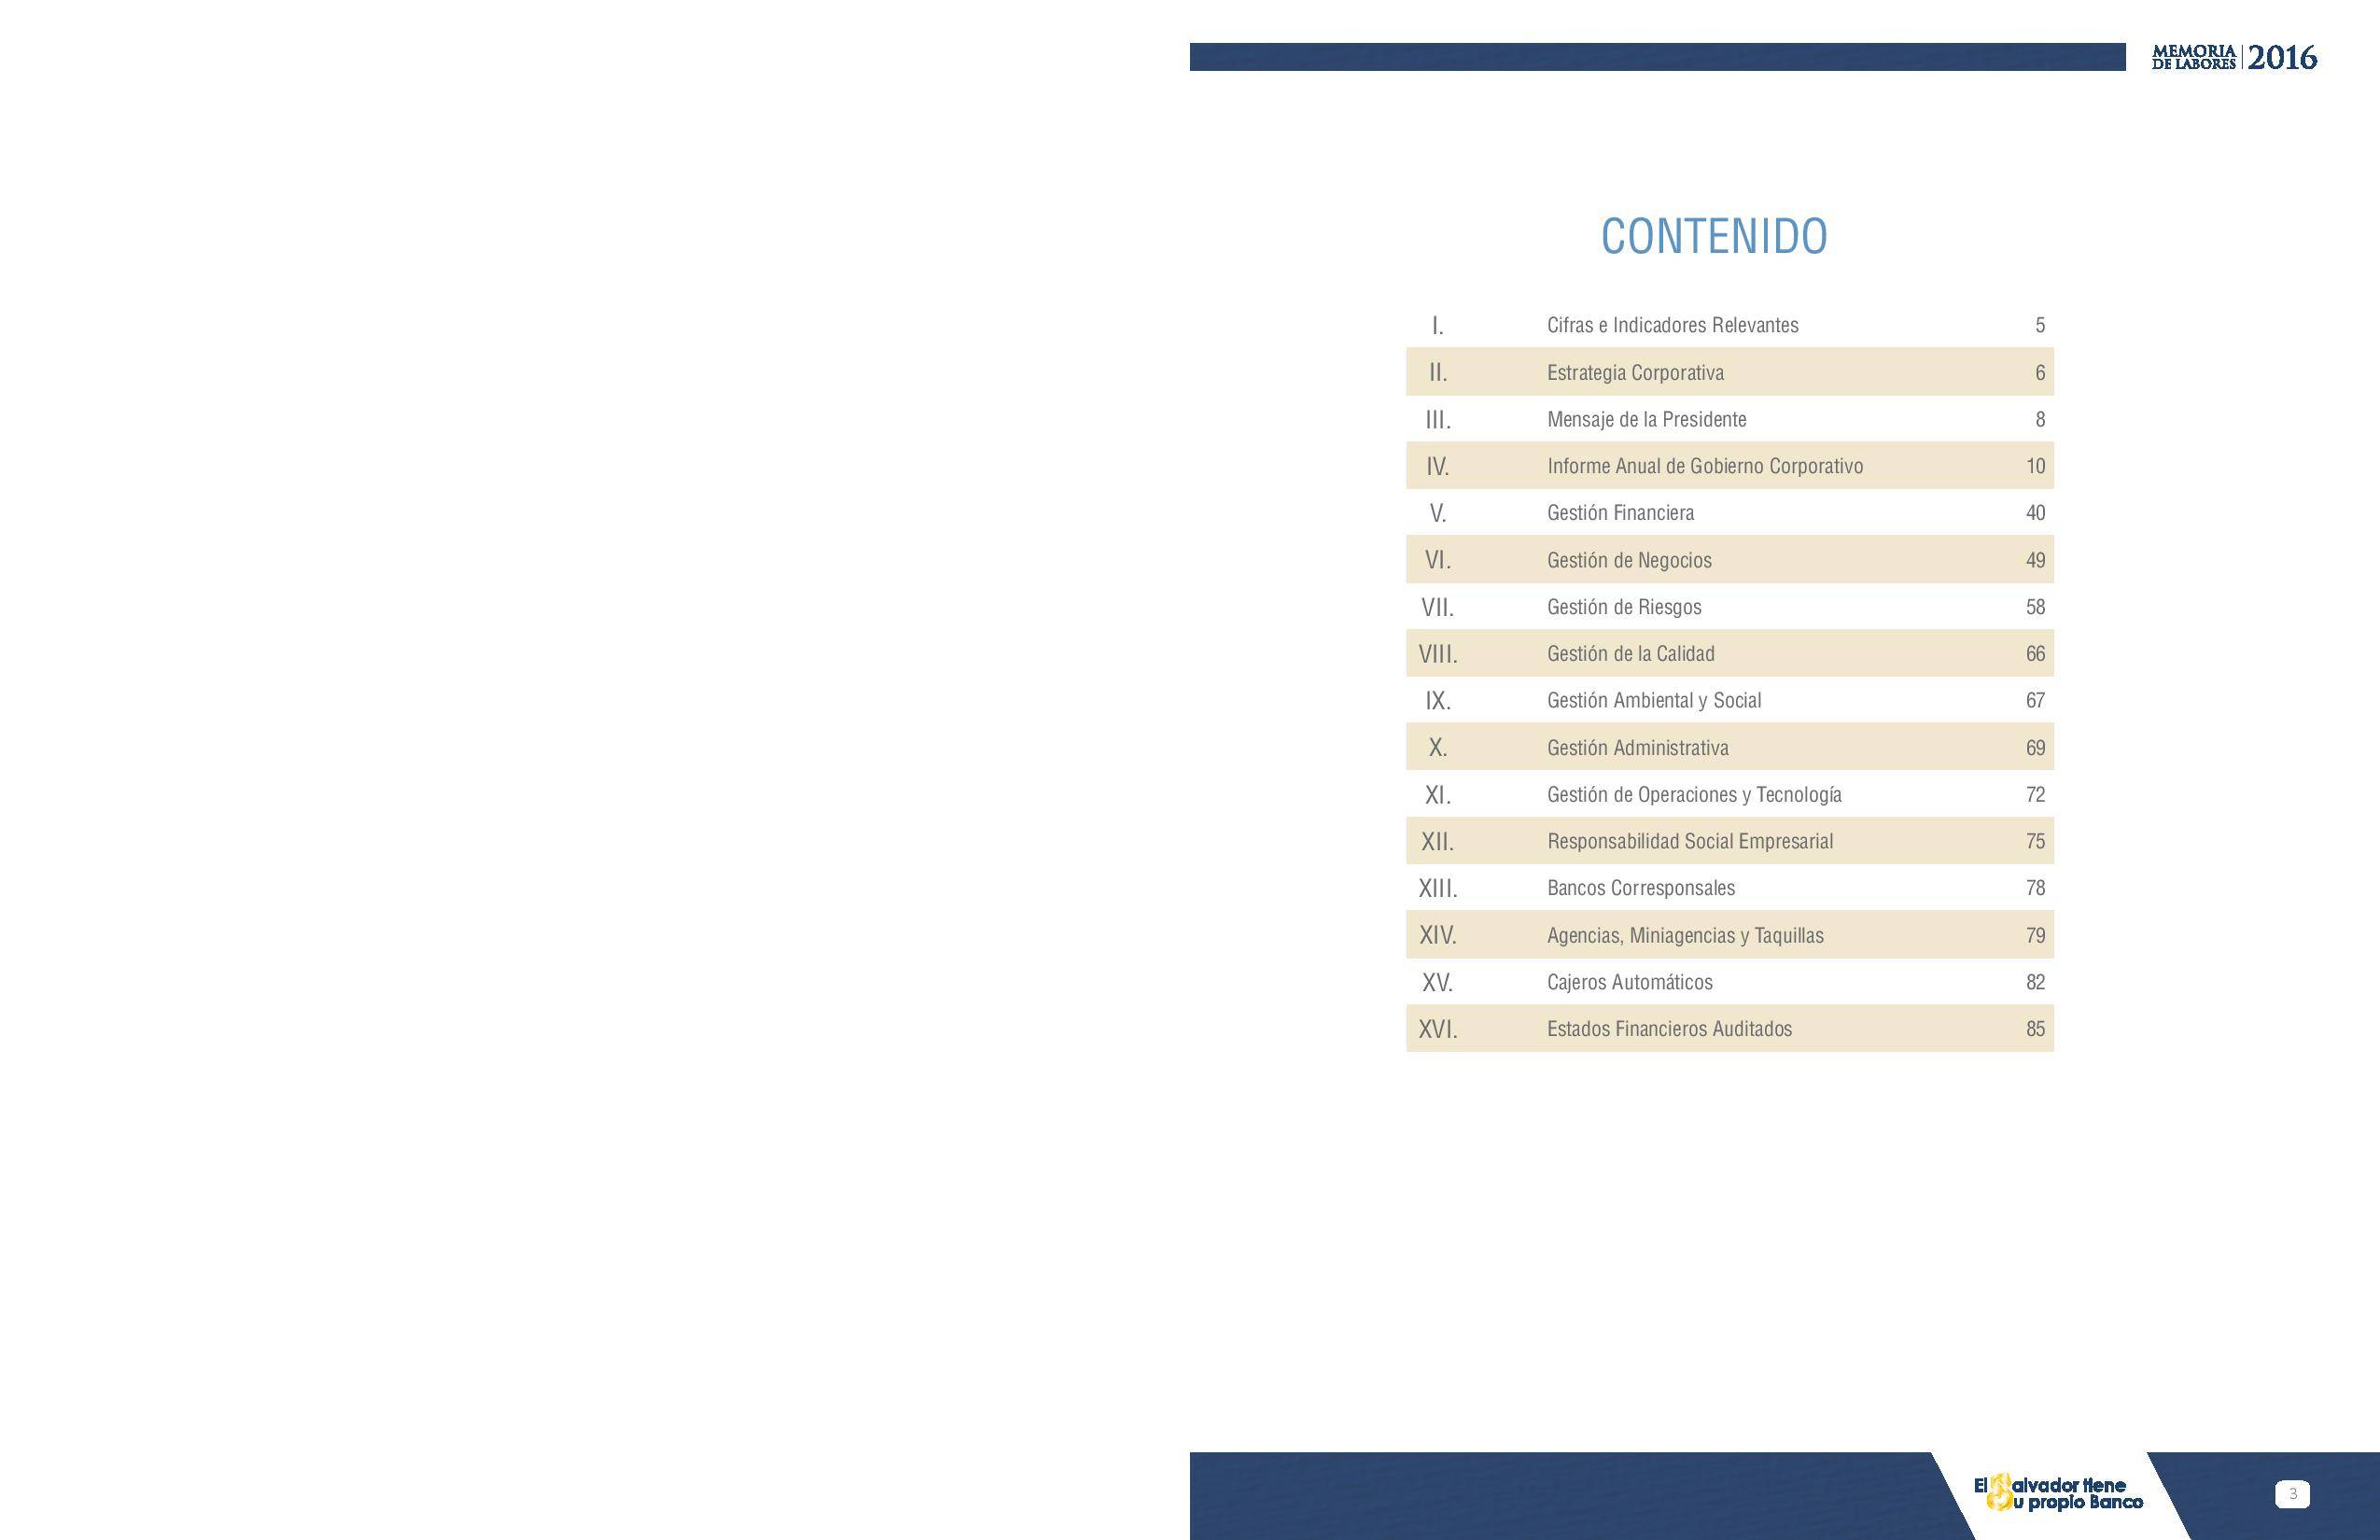 MEMORIA
DE LABORES 2016
CONTENIDO
I. Cifras e Indicadores Relevantes 5
II. Estrategia Corporativa 6
III. Mensaje de la Presidente 8
IV. Informe Anual de Gobierno Corporativo 10
V. Gestión Financiera 40
VI. Gestión de Negocios 49
VII. Gestión de Riesgos 58
VIII. Gestión de la Calidad 66
IX. Gestión Ambiental y Social 67
X. Gestión Administrativa 69
XI. Gestión de Operaciones y Tecnología 72
XII. Responsabilidad Social Empresarial 75
XIII. Bancos Corresponsales 78
XIV. Agencias, Miniagencias y Taquillas 79
XV. Cajeros Automáticos 82
XVI. Estados Financieros Auditados 85
El Salvador tiene
su propio Banco
3